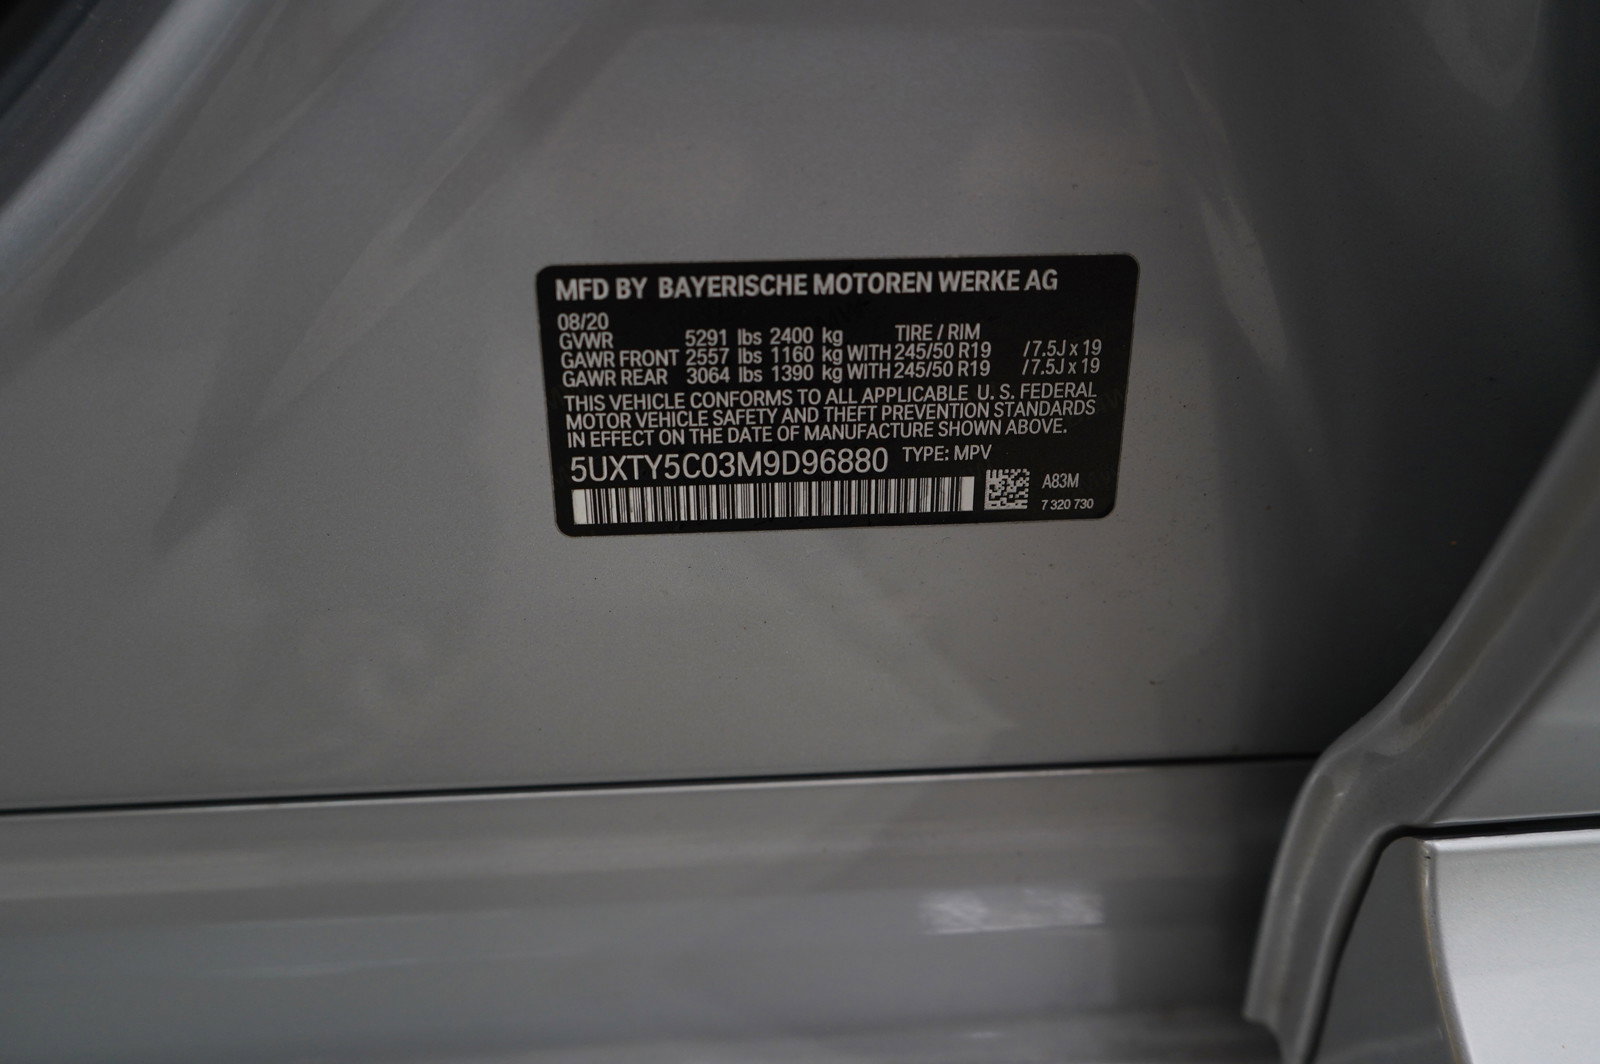 MFD BY BAYERISCHE MOTOREN WERKE AG
08/20
GVWR 5291 lbs 2400 kg TIRE / RIM
GAWR FRONT 2557 lbs 1160 kg WITH 245/50 R19 /7.5J x 19
GAWR REAR 3064 lbs 1390 kg WITH 245/50 R19 /7.5J x 19
THIS VEHICLE CONFORMS TO ALL APPLICABLE U. S. FEDERAL
MOTOR VEHICLE SAFETY AND THEFT PREVENTION STANDARDS
IN EFFECT ON THE DATE OF MANUFACTURE SHOWN ABOVE.
5UXTY5C03M9D96880 TYPE: MPV
A83M
7 320 730